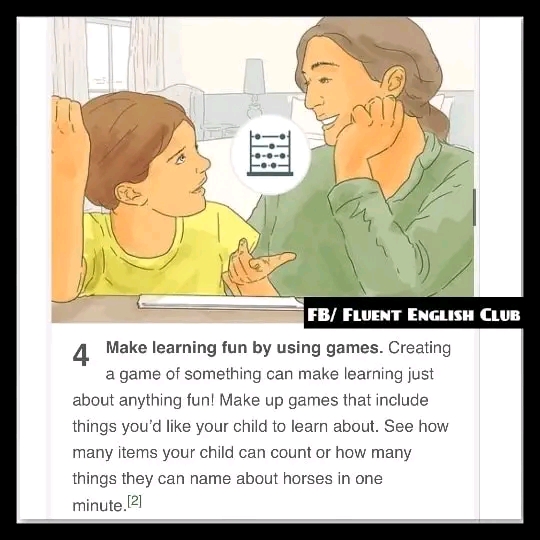 FB/ FLUENT ENGLISH CLUB
4 Make learning fun by using games. Creating
a game of something can make learning just
about anything fun! Make up games that include
things you’d like your child to learn about. See how
many items your child can count or how many
things they can name about horses in one
minute.[2]